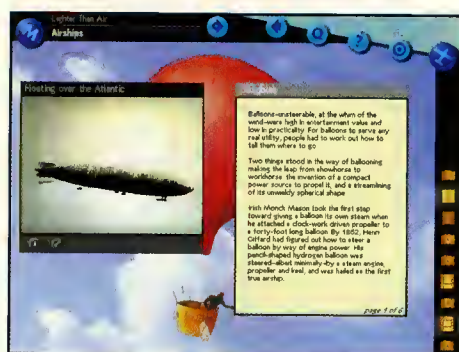 Lighter Than Air
Airships
Q
?
Floating over the Atlantic
Balloons–unsteerable, at the whim of the
wind–were high in entertainment value and
low in practicality. For balloons to serve any
real utility, people had to work out how to
tell them where to go
Two things stood in the way of ballooning
making the leap from showhorse to
workhorse the invention of a compact
power source to propel it, and a streamlining
of its unwieldy spherical shape
Irish Monck Mason took the first step
toward giving a balloon its own steam when
he attached a clock-work driven propeller to
a forty-foot long balloon. By 1852, Henri
Giffard had figured out how to steer a
balloon by way of engine power. His
pencil-shaped hydrogen balloon was
steered–albeit minimally–by a steam engine,
propeller and keel, and was hailed as the first
true airship.
page 1 of 6